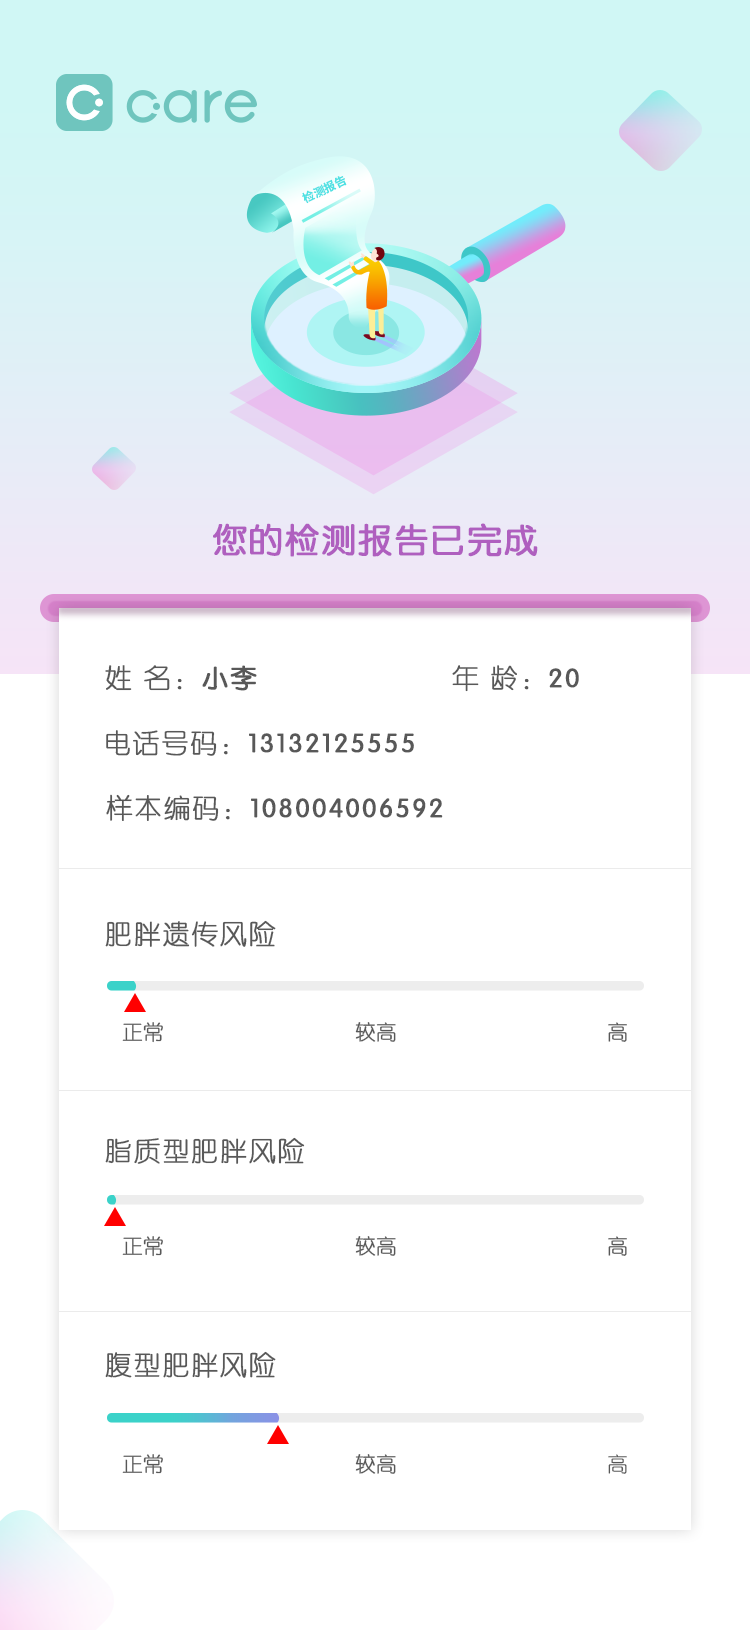 care
检测报告
您的检测报告已完成
姓 名：小李 年 龄：20
电话号码：13132125555
样本编码：108004006592
肥胖遗传风险
正常 较高 高
脂质型肥胖风险
正常 较高 高
腹型肥胖风险
正常 较高 高